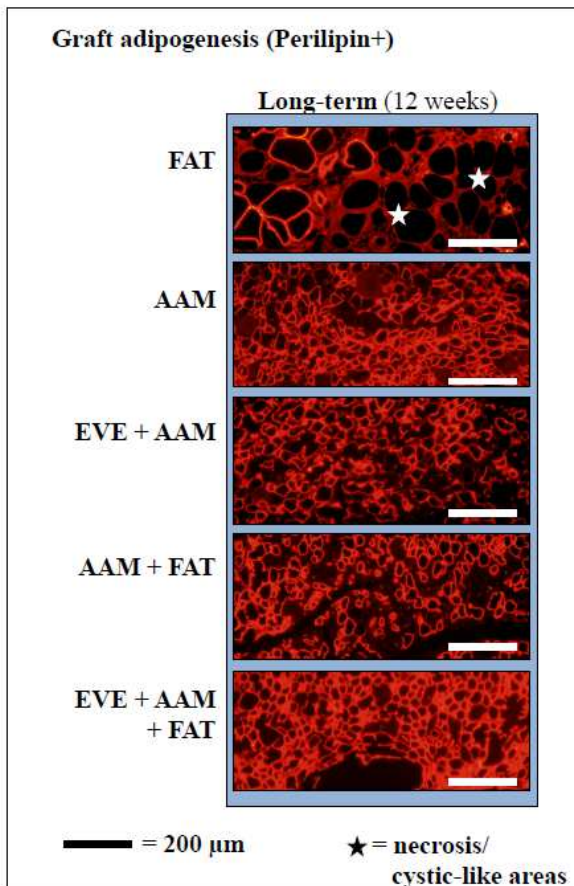 Graft adipogenesis (Perilipin+)
Long-term (12 weeks)
FAT
AAM
EVE + AAM
AAM + FAT
EVE + AAM
+ FAT
= 200 µm
= necrosis/
cystic-like areas